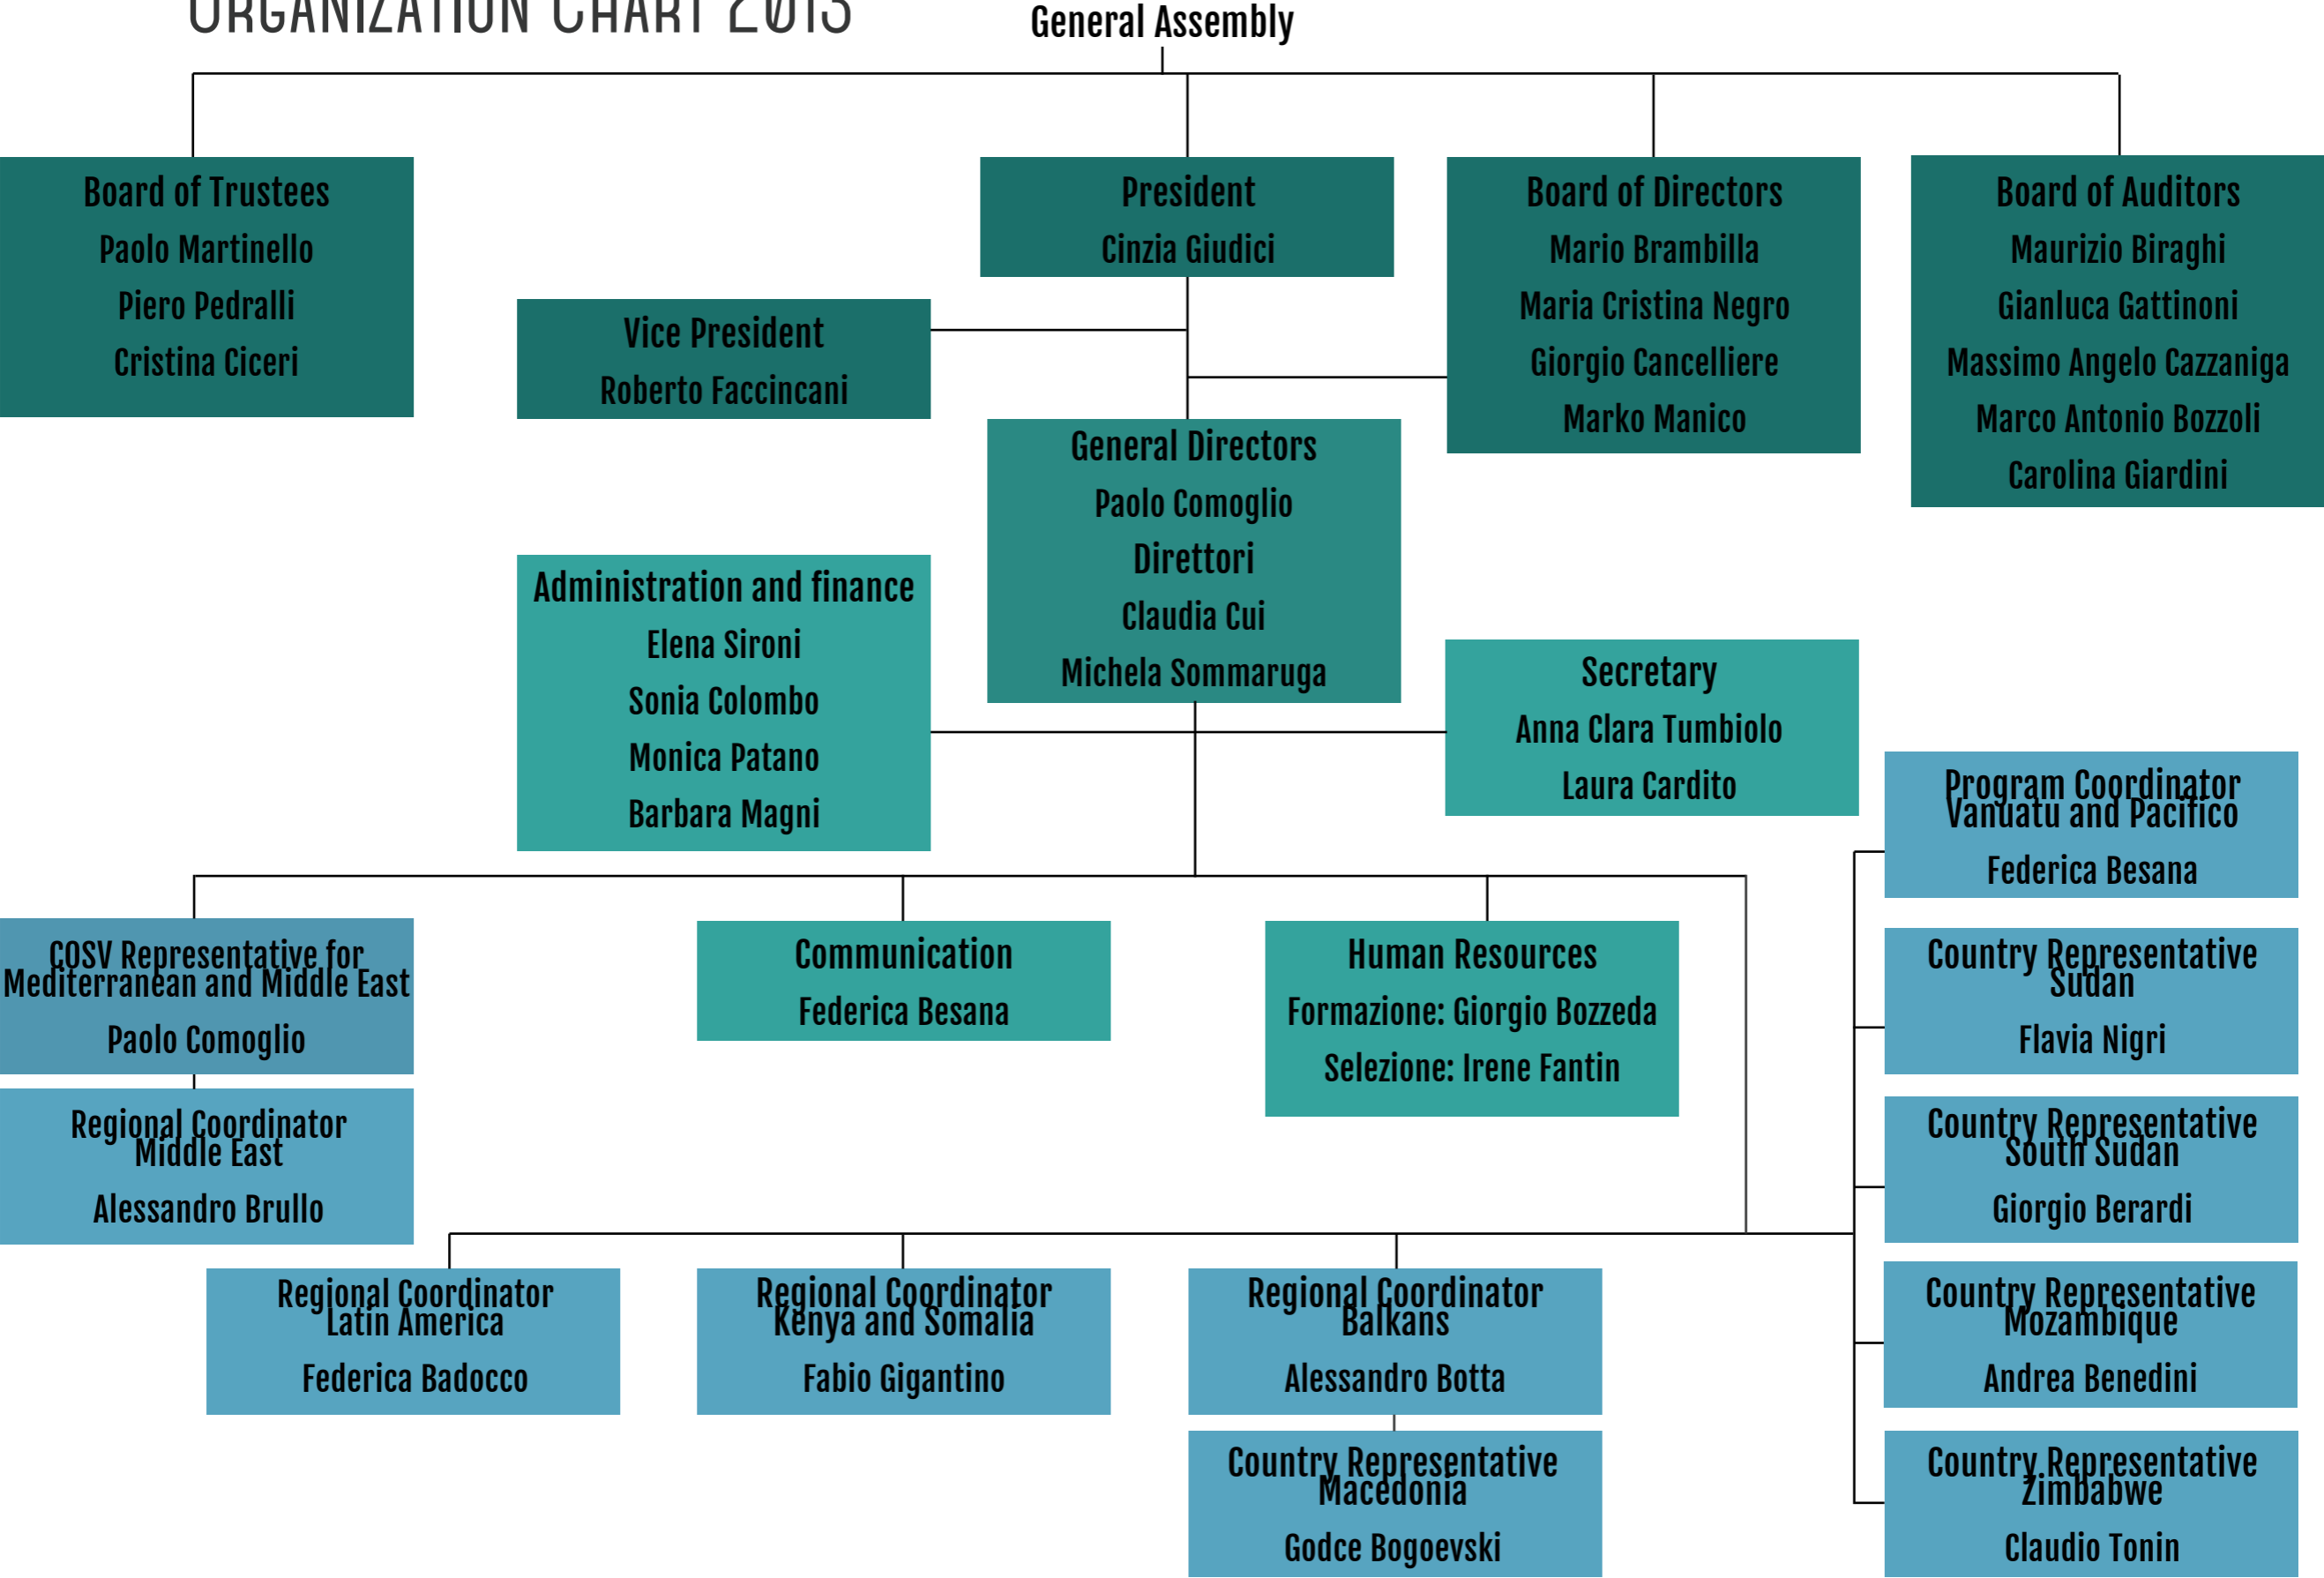 ORGANIZATION CHART 2013
General Assembly
Board of Trustees
Paolo Martinello
Piero Pedralli
Cristina Ciceri
President
Cinzia Giudici
Board of Directors
Mario Brambilla
Maria Cristina Negro
Giorgio Cancelliere
Marko Manico
Board of Auditors
Maurizio Biraghi
Gianluca Gattinoni
Massimo Angelo Cazzaniga
Marco Antonio Bozzoli
Carolina Giardini
Vice President
Roberto Faccincani
General Directors
Paolo Comoglio
Direttori
Claudia Cui
Michela Sommaruga
Administration and finance
Elena Sironi
Sonia Colombo
Monica Patano
Barbara Magni
Secretary
Anna Clara Tumbiolo
Laura Cardito
Program Coordinator
Vanuatu and Pacifico
Federica Besana
COSV Representative for
Mediterranean and Middle East
Paolo Comoglio
Communication
Federica Besana
Human Resources
Formazione: Giorgio Bozzeda
Selezione: Irene Fantin
Country Representative
Sudan
Flavia Nigri
Regional Coordinator
Middle East
Alessandro Brullo
Country Representative
South Sudan
Giorgio Berardi
Regional Coordinator
Latin America
Federica Badocco
Regional Coordinator
Kenya and Somalia
Fabio Gigantino
Regional Coordinator
Balkans
Alessandro Botta
Country Representative
Mozambique
Andrea Benedini
Country Representative
Macedonia
Godce Bogoevski
Country Representative
Zimbabwe
Claudio Tonin